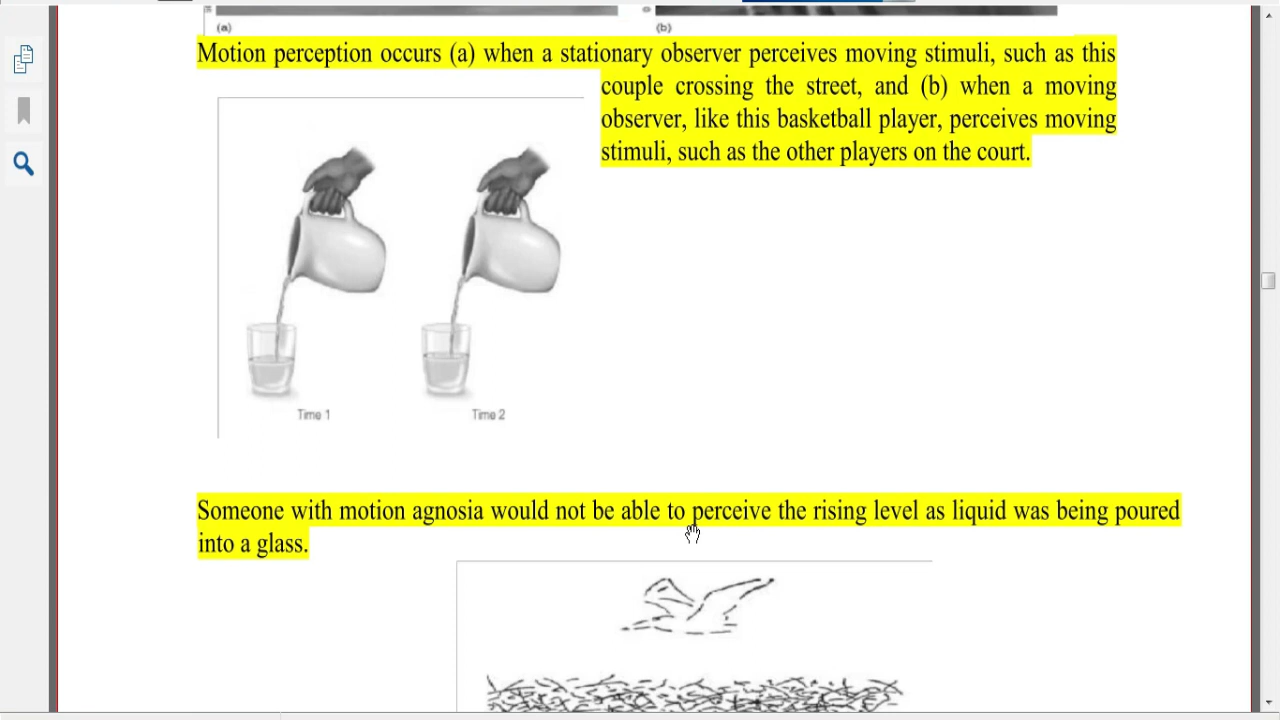 (a) (b)
Motion perception occurs (a) when a stationary observer perceives moving stimuli, such as this
couple crossing the street, and (b) when a moving
observer, like this basketball player, perceives moving
stimuli, such as the other players on the court.
Time 1 Time 2
Someone with motion agnosia would not be able to perceive the rising level as liquid was being poured
into a glass.